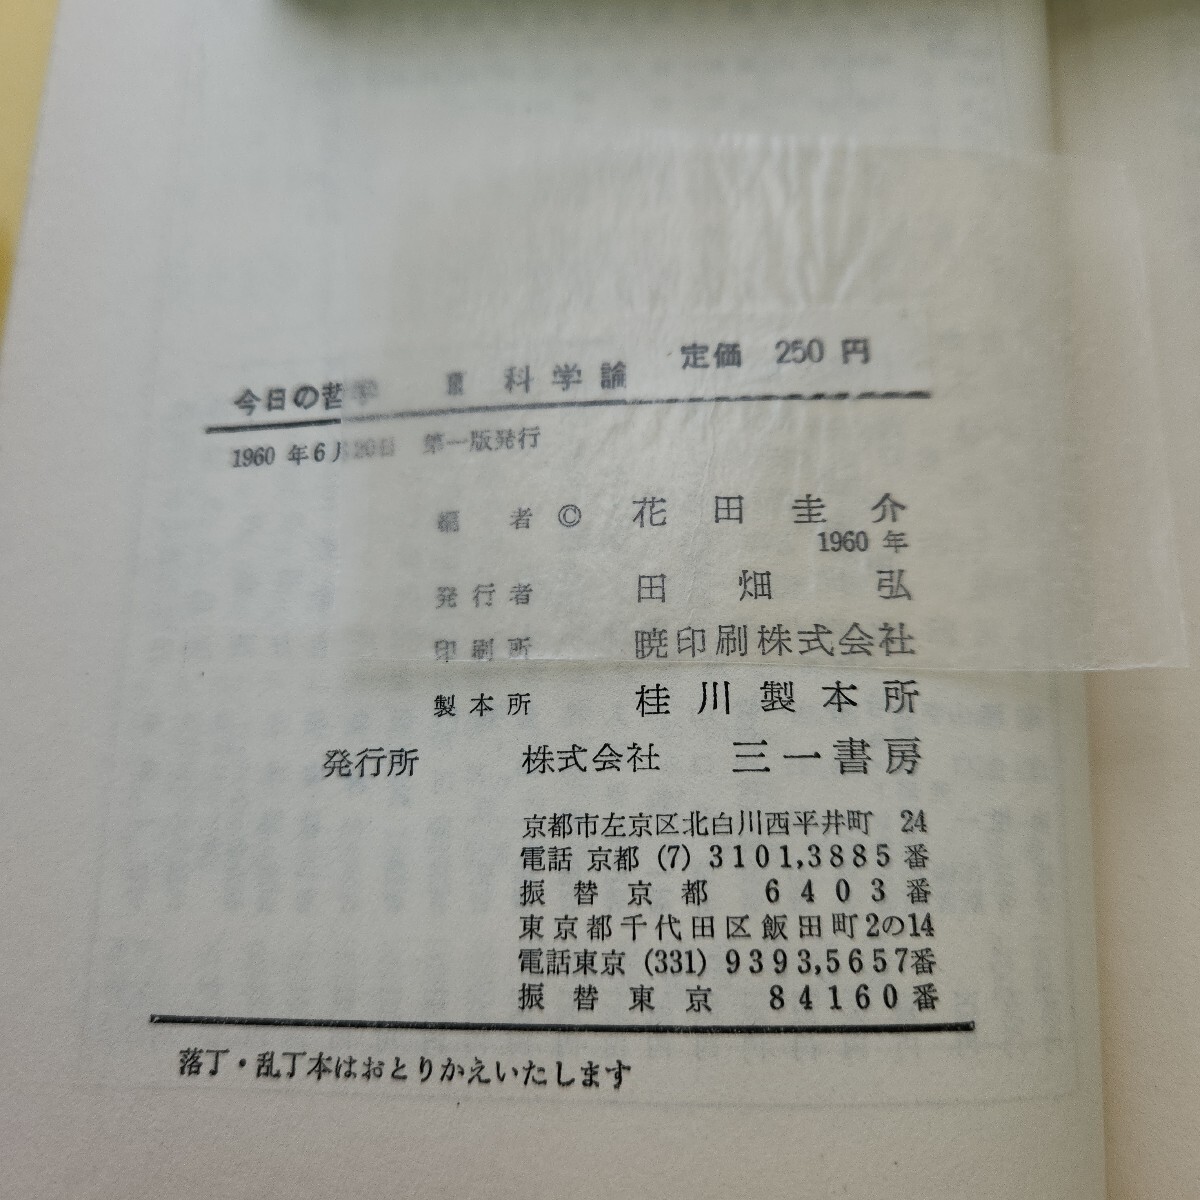 今日の哲学 Ⅱ 科学論 定価 250 円
1960 年 6 月 20日 第一版発行
編者 © 花田圭介
1960 年
発行者 田畑弘
印刷所 暁印刷株式会社
製本所 桂川製本所
発行所 株式会社 三一書房
京都市左京区北白川西平井町 24
電話 京都 (7) 3101,3885 番
振替京都 6403 番
東京都千代田区飯田町2の14
電話東京 (331) 9393,5657番
振替東京 84160 番
落丁・乱丁本はおとりかえいたします